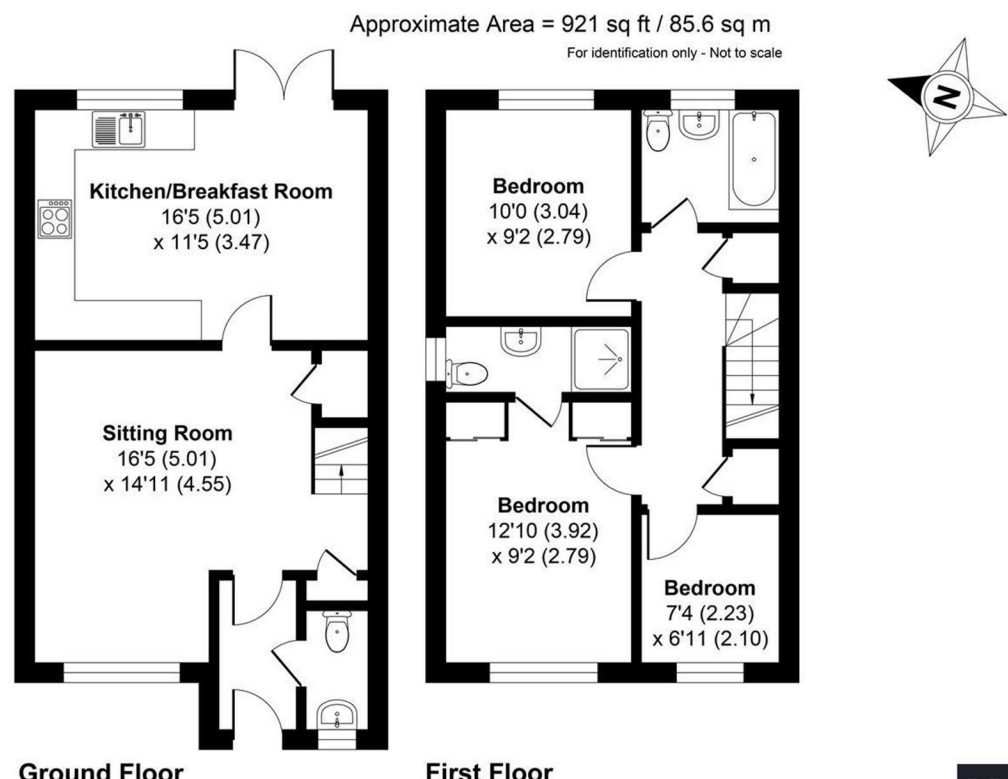 Approximate Area = 921 sq ft / 85.6 sq m
For identification only - Not to scale
N
Kitchen/Breakfast Room
16'5 (5.01)
x 11'5 (3.47)
Bedroom
10'0 (3.04)
x 9'2 (2.79)
Sitting Room
16'5 (5.01)
x 14'11 (4.55)
Bedroom
12'10 (3.92)
x 9'2 (2.79)
Bedroom
7'4 (2.23)
x 6'11 (2.10)
Ground Floor
First Floor